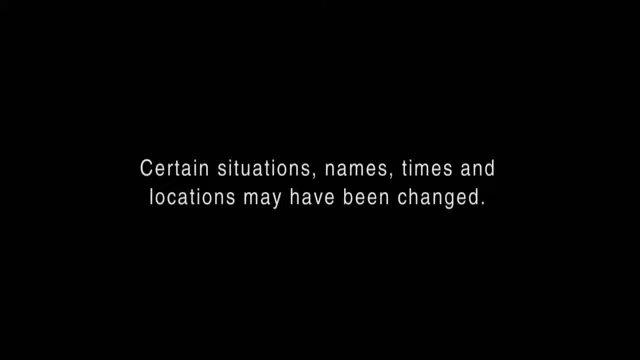 Certain situations, names, times and
locations may have been changed.